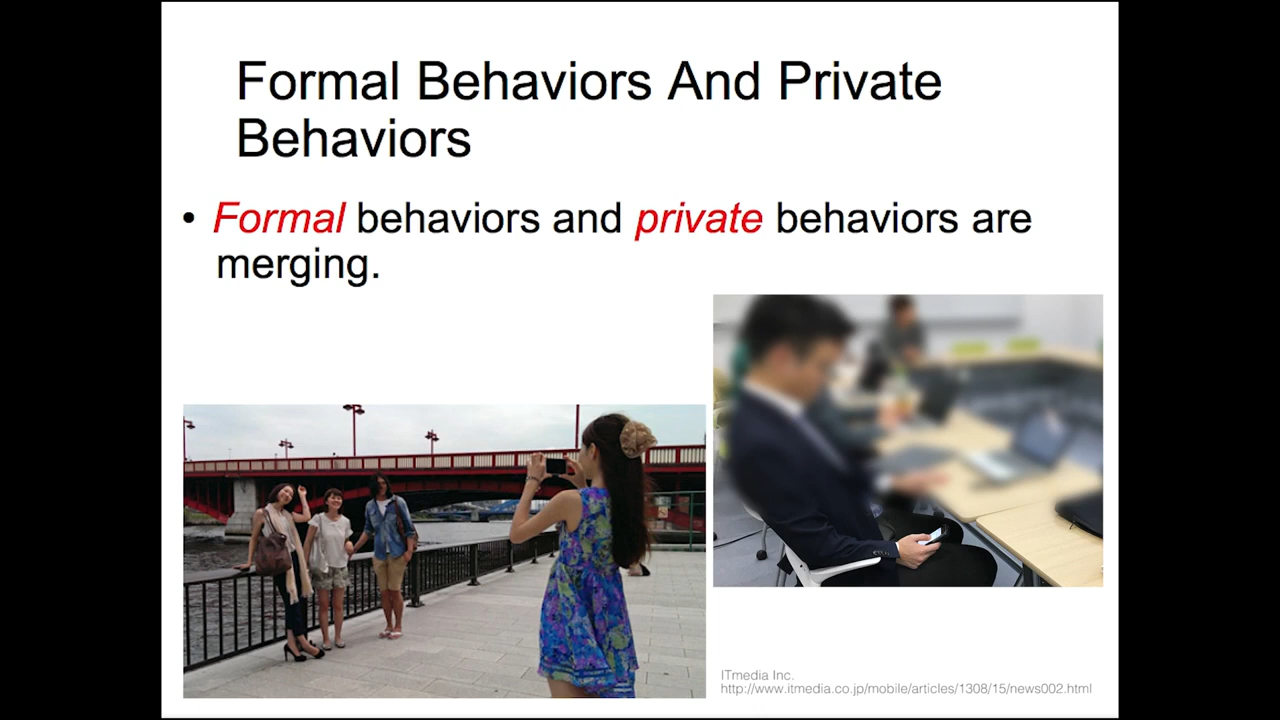 Formal Behaviors And Private
Behaviors
• Formal behaviors and private behaviors are
merging.
ITmedia Inc.
http://www.itmedia.co.jp/mobile/articles/1308/15/news002.html